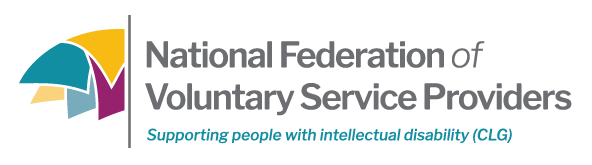 National Federation of
Voluntary Service Providers
Supporting people with intellectual disability (CLG)